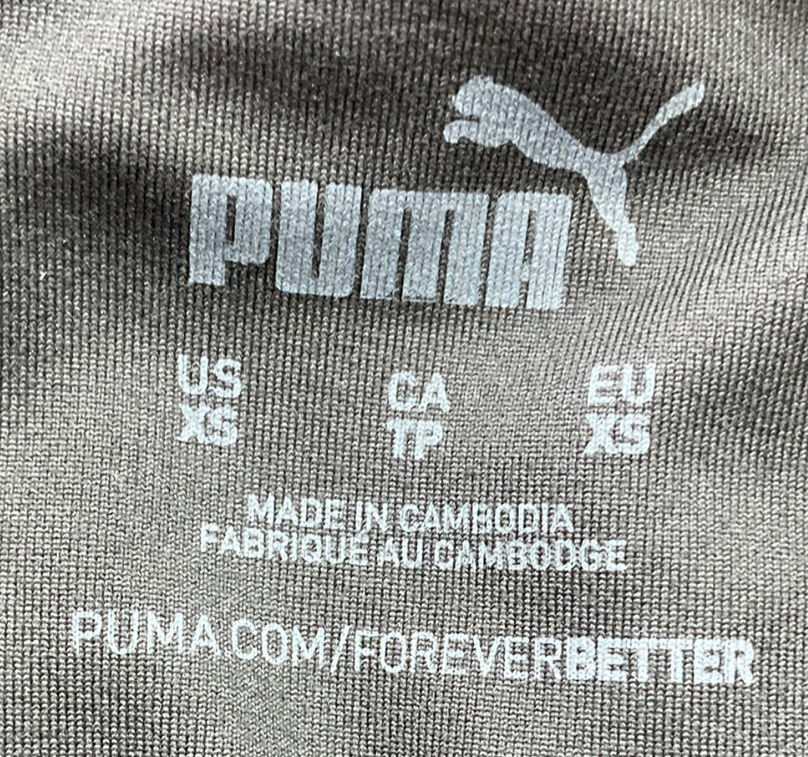 PUMA
US CA EU
XS TP XS
MADE IN CAMBODIA
FABRIQUÉ AU CAMBODGE
PUMA.COM/FOREVERBETTER